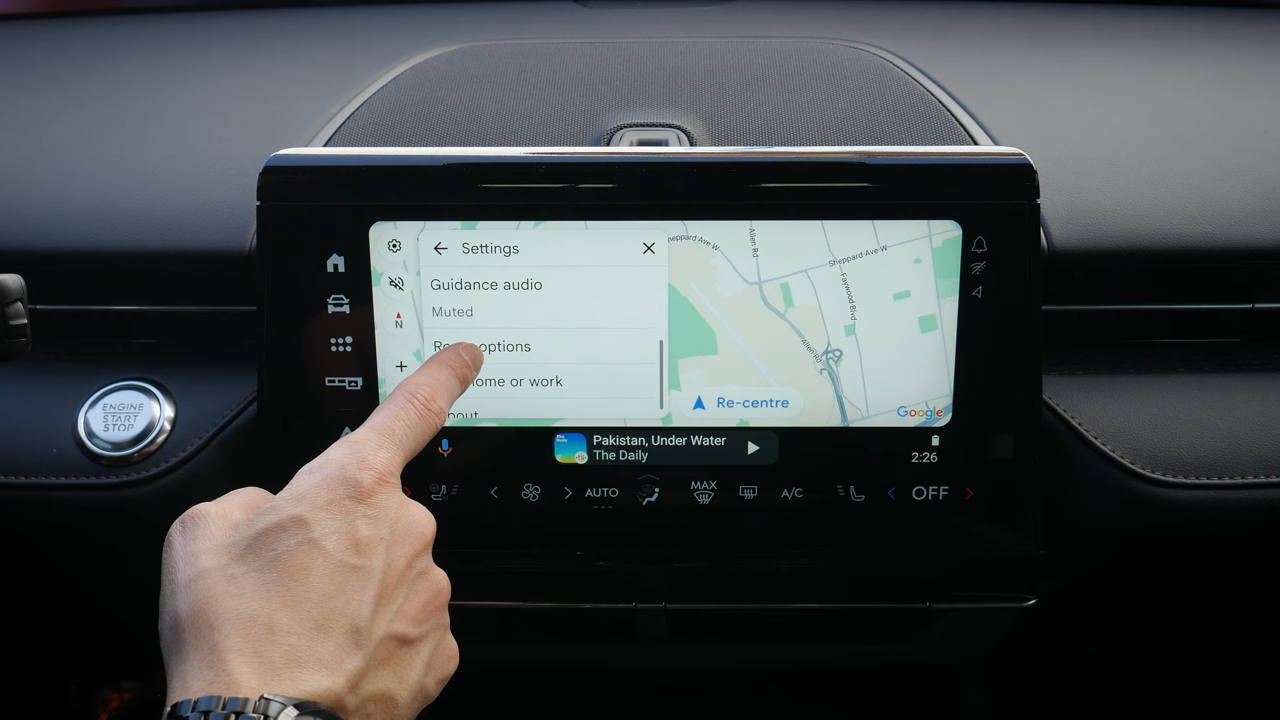 Settings
Guidance audio
Muted
options
home or work
Sheppard Ave W
Allen Rd
Sheppard Ave W
Faywood Blvd
Allen Rd
N
Re-centre
Google
ENGINE
START
STOP
Pakistan, Under Water
The Daily
2:26
AUTO
MAX
A/C
OFF